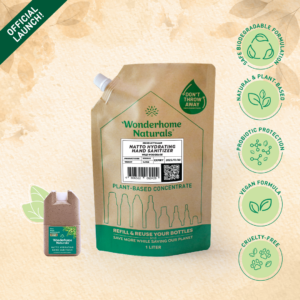 OFFICIAL
LAUNCH!
DON'T
THROW
AWAY
Wonderhome
Naturals
NATTO HYDRATING
HAND SANITIZER
PLANT-BASED CONCENTRATE
REFILL & REUSE YOUR BOTTLES
SAVE MORE WHILE SAVING OUR PLANET
1 LITER
Wonderhome
Naturals
SAFE BIODEGRADABLE FORMULATION
NATURAL & PLANT-BASED
PROBIOTIC PROTECTION
VEGAN FORMULA
CRUELTY-FREE